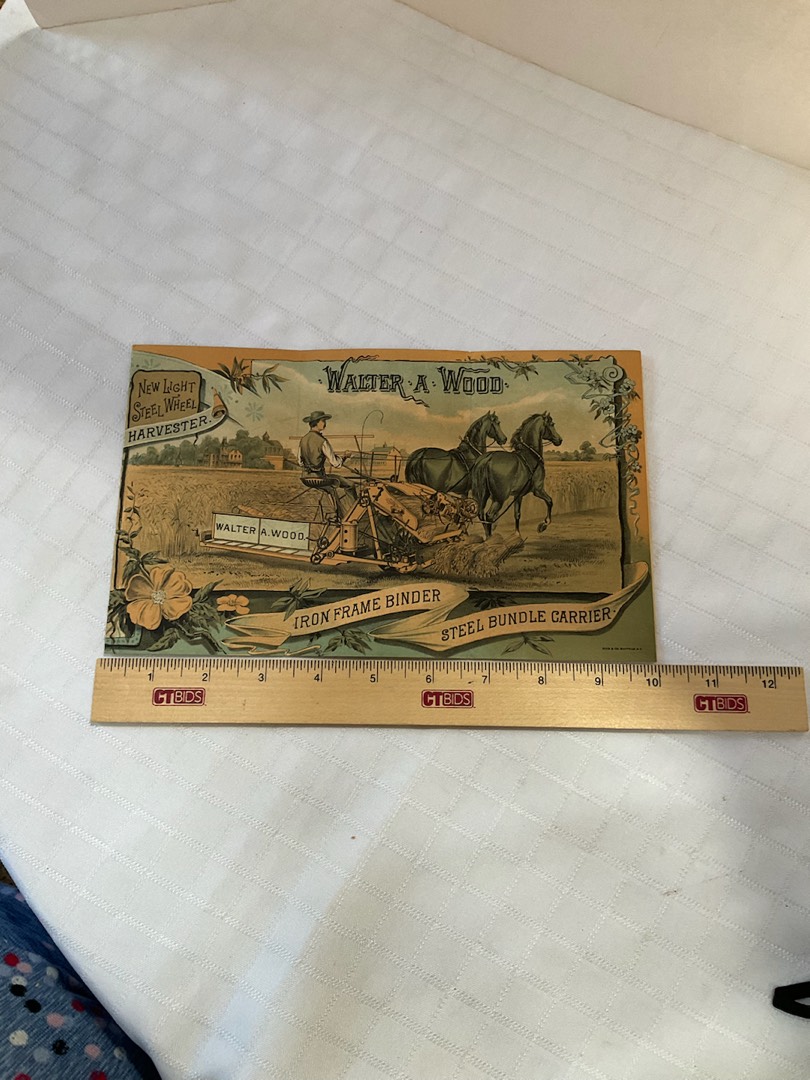 NEW LIGHT
STEEL WHEEL
HARVESTER.
WALTER A WOOD
WALTER A. WOOD.
IRON FRAME BINDER
STEEL BUNDLE CARRIER
1 2 3 4 5 6 7 8 9 10 11 12
CTBIDS CTBIDS CTBIDS